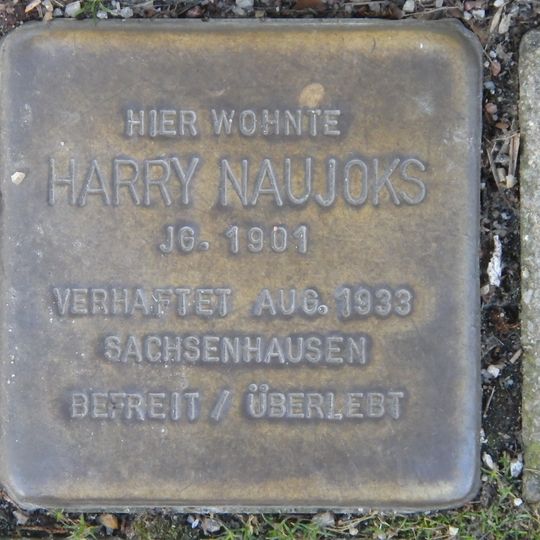 HIER WOHNTE
HARRY NAUJOKS
JG. 1901
VERHAFTET AUG. 1933
SACHSENHAUSEN
BEFREIT / ÜBERLEBT